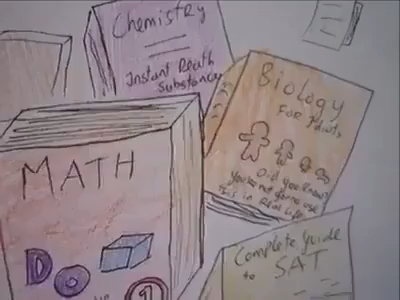 Chemistry
Instant Death
Substance
Biology
For Idiots
Did you know?
You're not gonna use
this in Real Life
MATH
D
Complete Guide
to
SAT